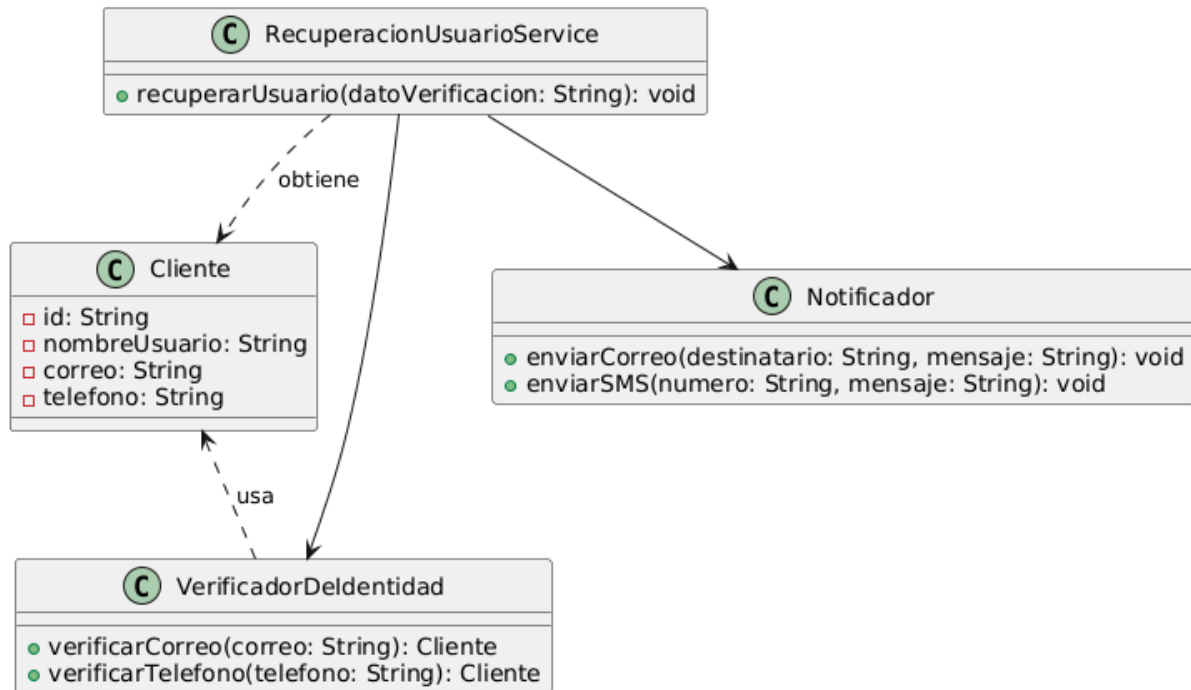 C RecuperacionUsuarioService
recuperarUsuario(datoVerificacion: String): void
obtiene
C Cliente
id: String
nombreUsuario: String
correo: String
telefono: String
C Notificador
enviarCorreo(destinatario: String, mensaje: String): void
enviarSMS(numero: String, mensaje: String): void
usa
C VerificadorDeIdentidad
verificarCorreo(correo: String): Cliente
verificarTelefono(telefono: String): Cliente